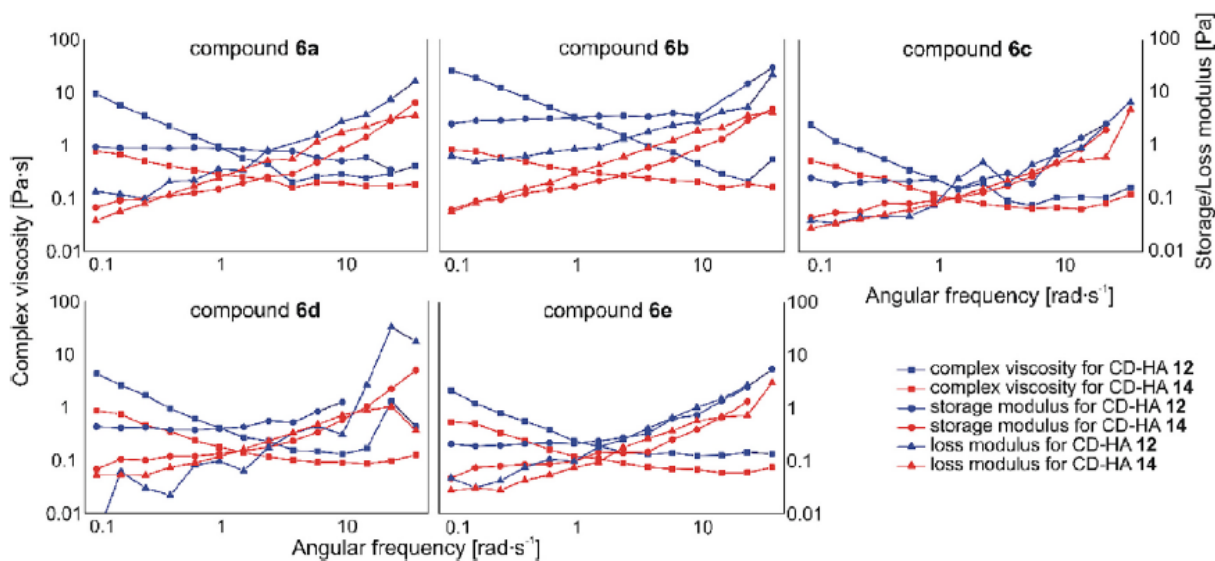 compound 6a
compound 6b
compound 6c
100
10
1
0.1
0.01
0.1 1 10
0.1 1 10
0.1 1 10
100
10
1
0.1
0.01
Complex viscosity [Pa·s]
Storage/Loss modulus [Pa]
Angular frequency [rad·s⁻¹]
compound 6d
compound 6e
100
10
1
0.1
0.01
0.1 1 10
0.1 1 10
100
10
1
0.1
0.01
Angular frequency [rad·s⁻¹]
complex viscosity for CD-HA 12
complex viscosity for CD-HA 14
storage modulus for CD-HA 12
storage modulus for CD-HA 14
loss modulus for CD-HA 12
loss modulus for CD-HA 14